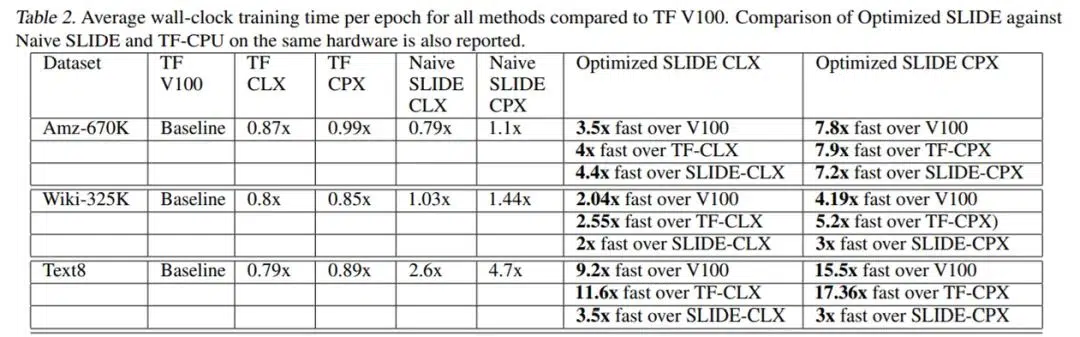 Table 2. Average wall-clock training time per epoch for all methods compared to TF V100. Comparison of Optimized SLIDE against
Naive SLIDE and TF-CPU on the same hardware is also reported.
Dataset TF V100 TF CLX TF CPX Naive SLIDE CLX Naive SLIDE CPX Optimized SLIDE CLX Optimized SLIDE CPX
Amz-670K Baseline 0.87x 0.99x 0.79x 1.1x 3.5x fast over V100 7.8x fast over V100
4x fast over TF-CLX 7.9x fast over TF-CPX
4.4x fast over SLIDE-CLX 7.2x fast over SLIDE-CPX
Wiki-325K Baseline 0.8x 0.85x 1.03x 1.44x 2.04x fast over V100 4.19x fast over V100
2.55x fast over TF-CLX 5.2x fast over TF-CPX)
2x fast over SLIDE-CLX 3x fast over SLIDE-CPX
Text8 Baseline 0.79x 0.89x 2.6x 4.7x 9.2x fast over V100 15.5x fast over V100
11.6x fast over TF-CLX 17.36x fast over TF-CPX
3.5x fast over SLIDE-CLX 3x fast over SLIDE-CPX